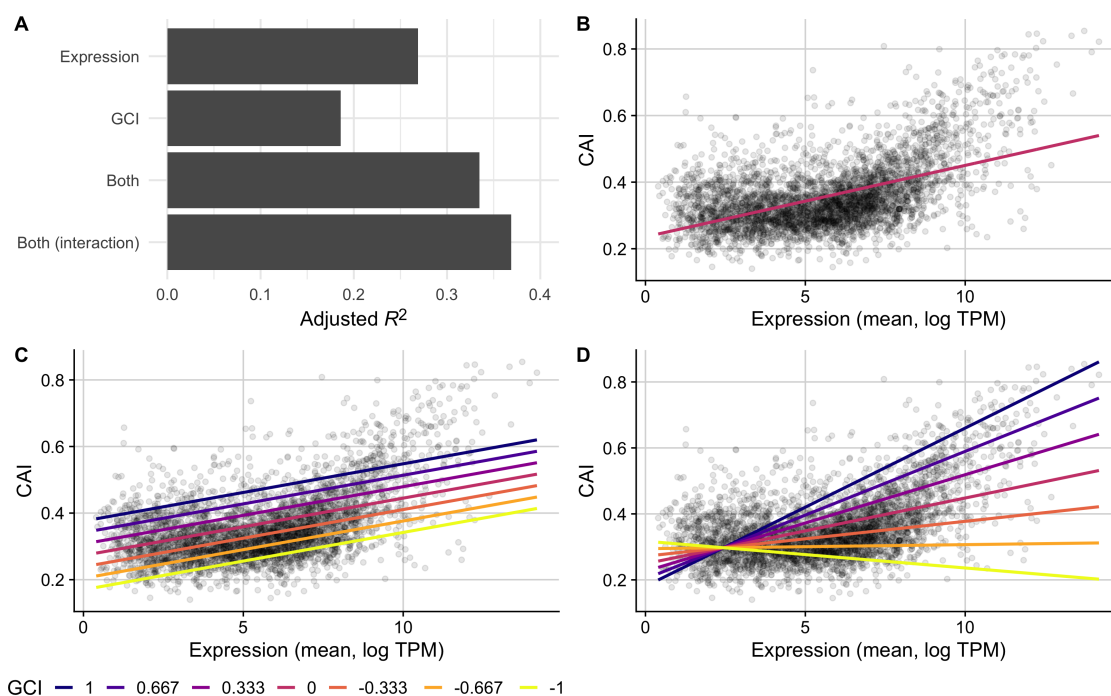 A
Expression
GCI
Both
Both (interaction)
0.0 0.1 0.2 0.3 0.4
Adjusted R2
B
CAI
0.8
0.6
0.4
0.2
0 5 10
Expression (mean, log TPM)
C
CAI
0.8
0.6
0.4
0.2
0 5 10
Expression (mean, log TPM)
D
CAI
0.8
0.6
0.4
0.2
0 5 10
Expression (mean, log TPM)
GCI 1 0.667 0.333 0 -0.333 -0.667 -1